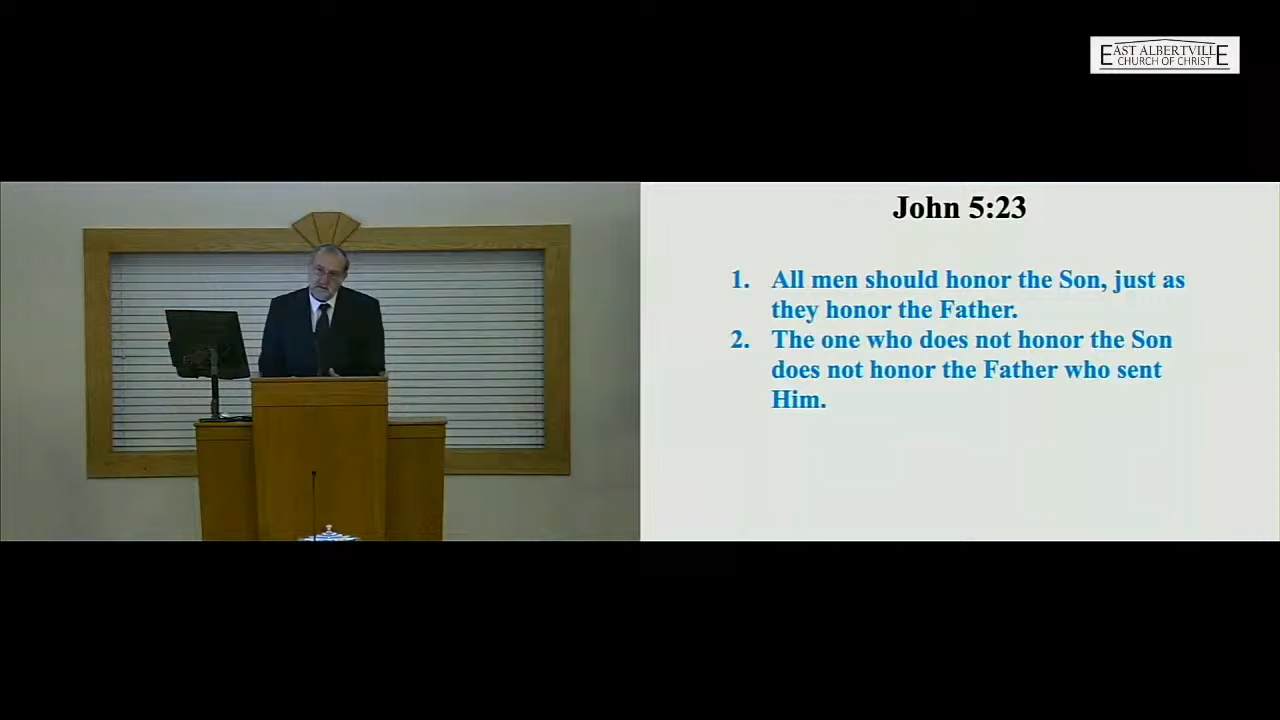 EAST ALBERTVILLE
CHURCH OF CHRIST
John 5:23
1. All men should honor the Son, just as
they honor the Father.
2. The one who does not honor the Son
does not honor the Father who sent
Him.